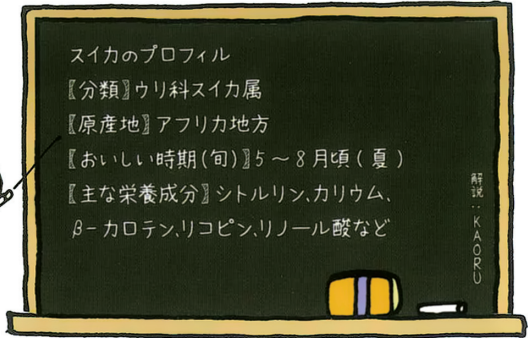 スイカのプロフィル
〖分類〗ウリ科スイカ属
〖原産地〗アフリカ地方
〖おいしい時期(旬)〗5〜8月頃(夏)
〖主な栄養成分〗シトルリン、カリウム、
β-カロテン、リコピン、リノール酸など
解説:KAORU